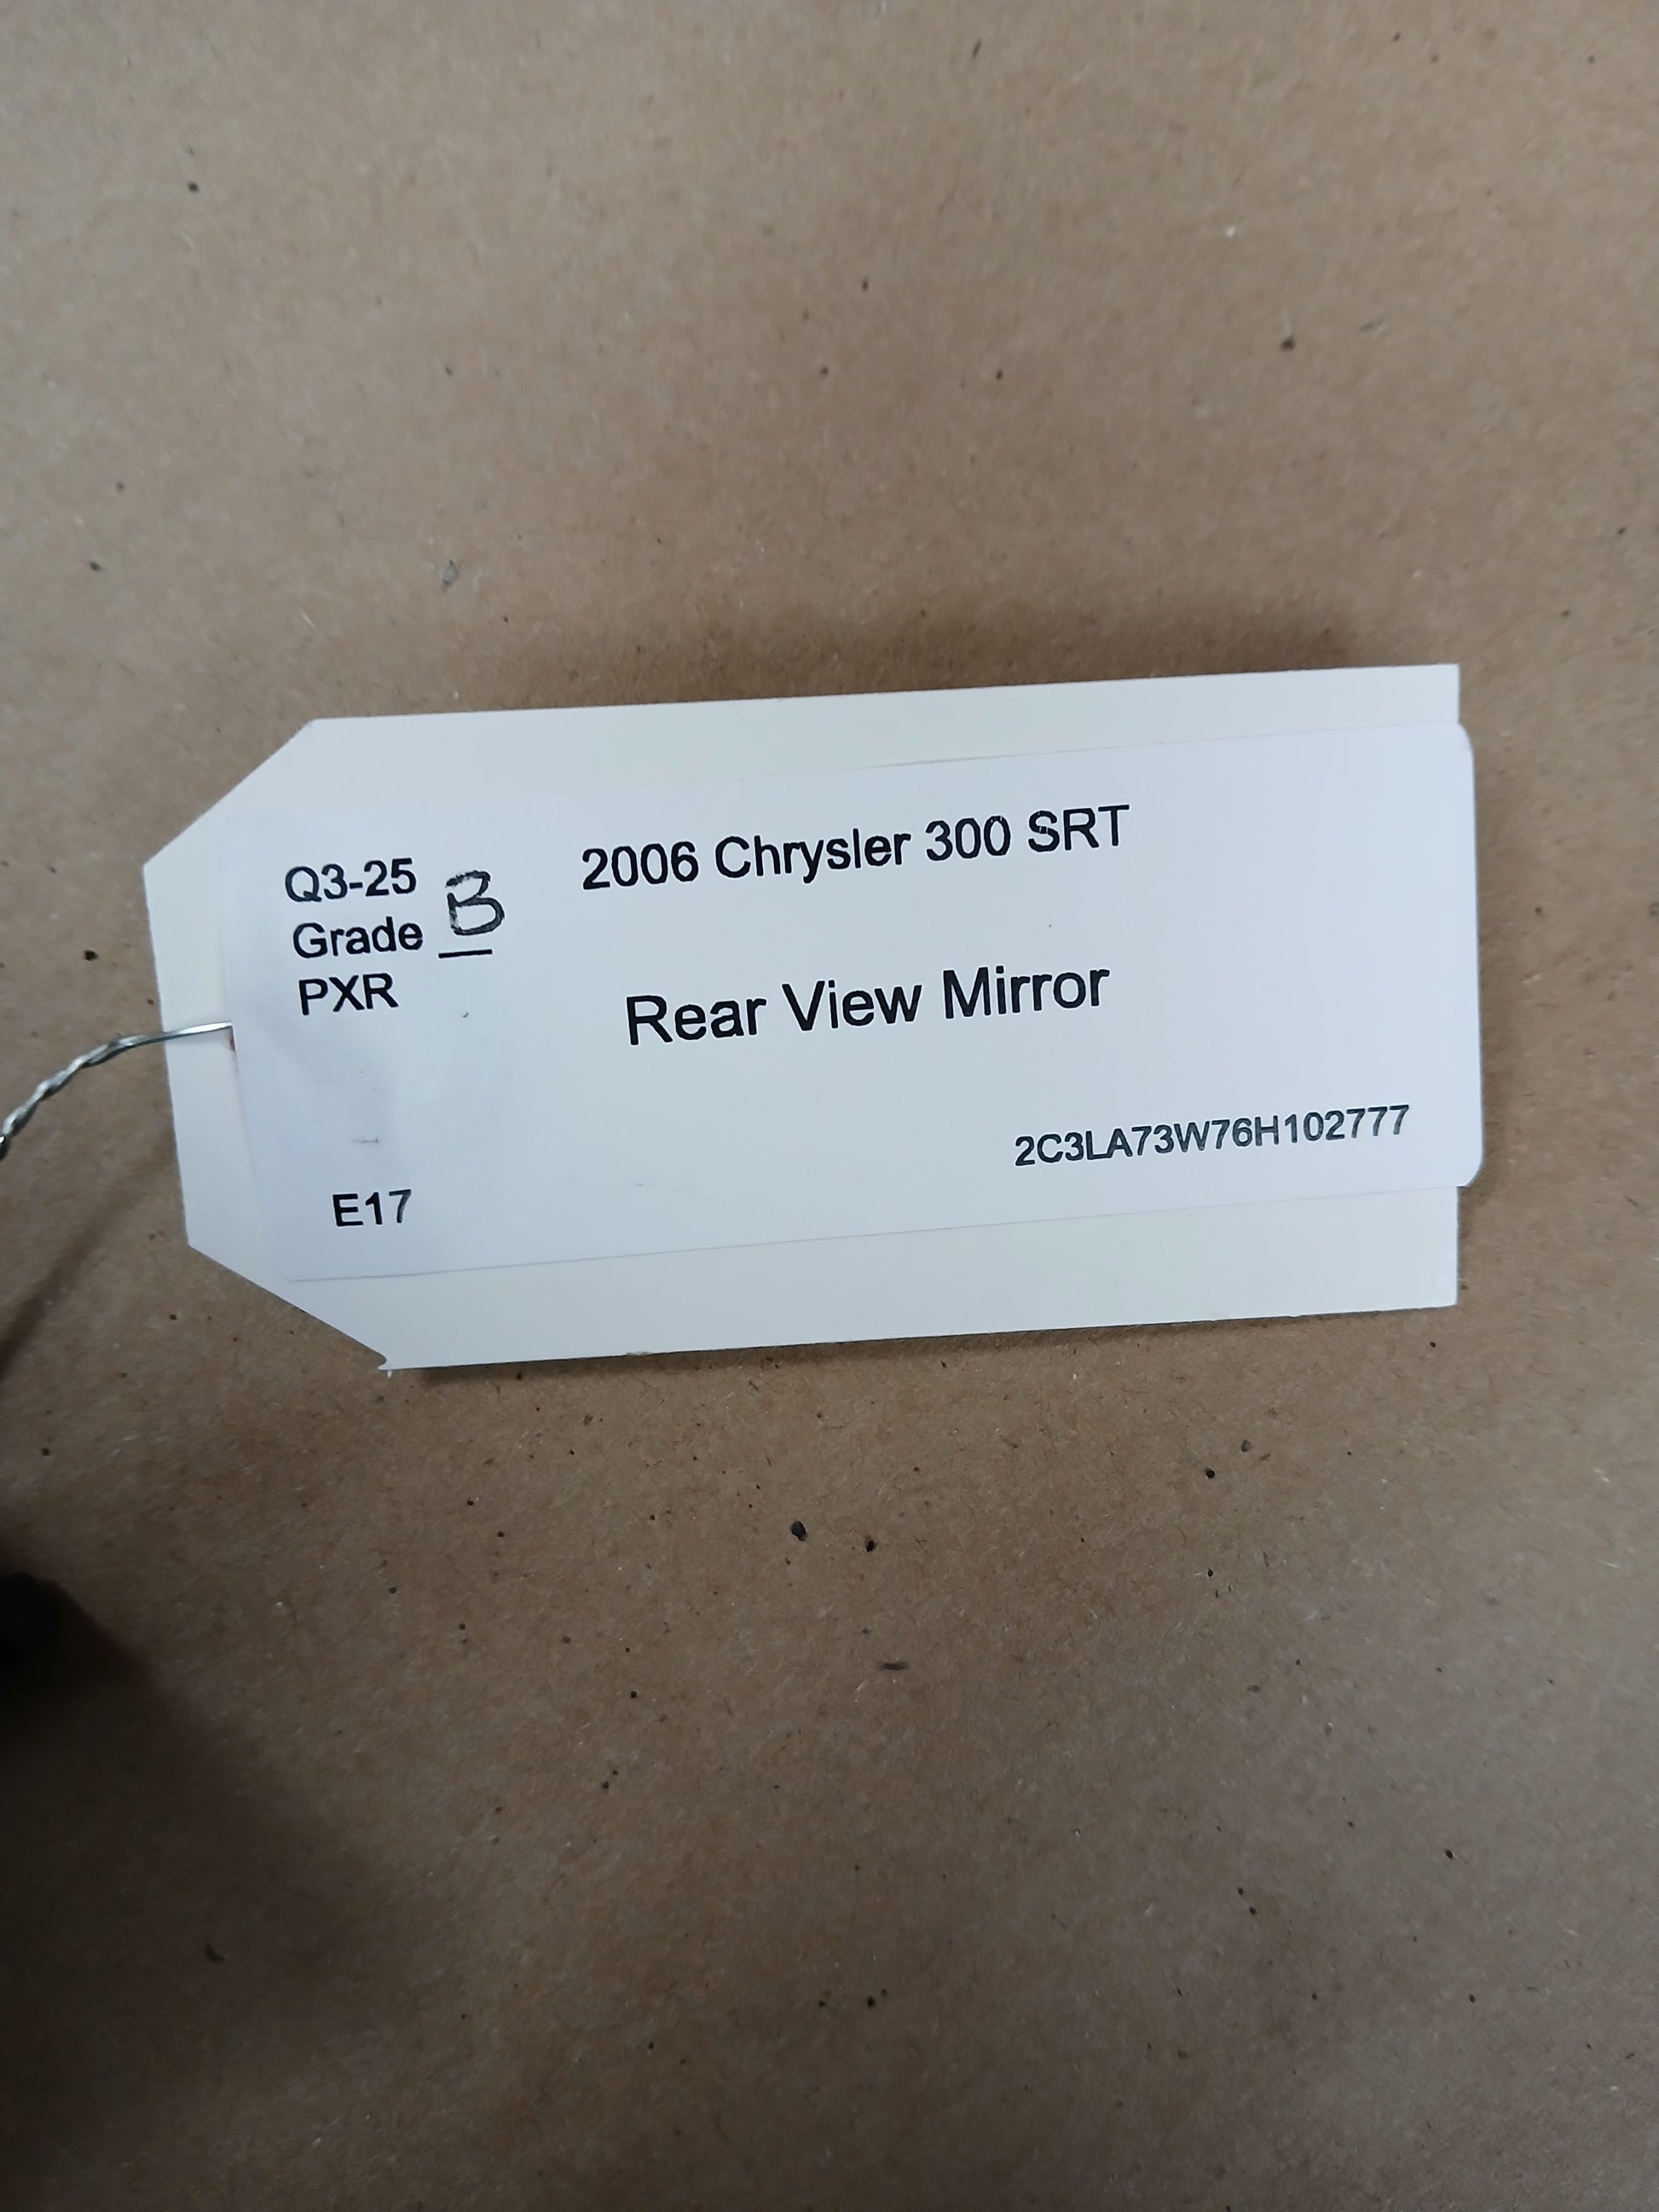 Q3-25
Grade B
PXR
2006 Chrysler 300 SRT
Rear View Mirror
2C3LA73W76H102777
E17